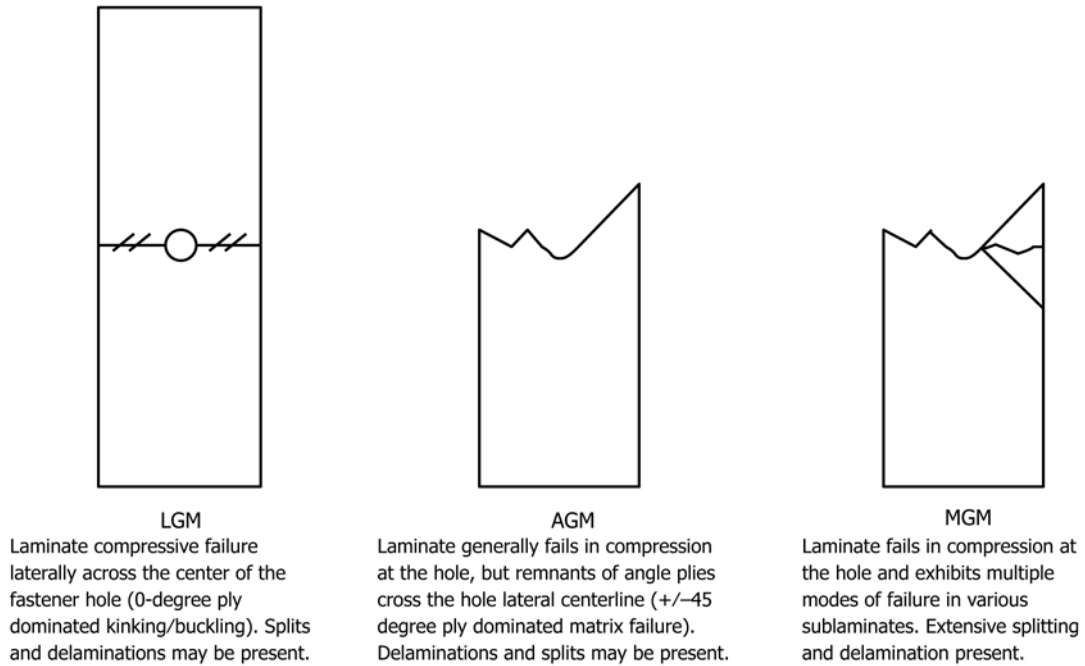 LGM
Laminate compressive failure
laterally across the center of the
fastener hole (0-degree ply
dominated kinking/buckling). Splits
and delaminations may be present.
AGM
Laminate generally fails in compression
at the hole, but remnants of angle plies
cross the hole lateral centerline (+/–45
degree ply dominated matrix failure).
Delaminations and splits may be present.
MGM
Laminate fails in compression at
the hole and exhibits multiple
modes of failure in various
sublaminates. Extensive splitting
and delamination present.